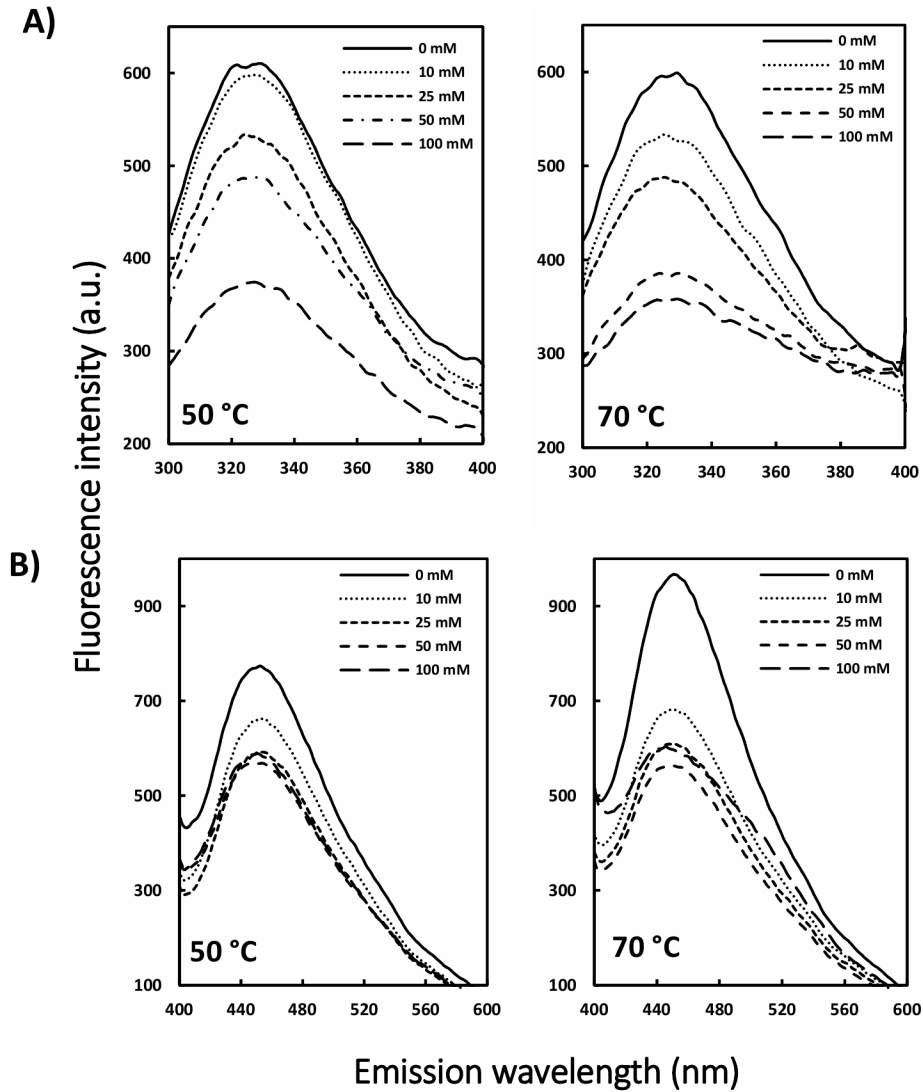 A)
0 mM
10 mM
25 mM
50 mM
100 mM
600
500
400
300
200
50 °C
300 320 340 360 380 400
0 mM
10 mM
25 mM
50 mM
100 mM
600
500
400
300
200
70 °C
300 320 340 360 380 400
Fluorescence intensity (a.u.)
B)
0 mM
10 mM
25 mM
50 mM
100 mM
900
700
500
300
100
50 °C
400 440 480 520 560 600
0 mM
10 mM
25 mM
50 mM
100 mM
900
700
500
300
100
70 °C
400 440 480 520 560 600
Emission wavelength (nm)